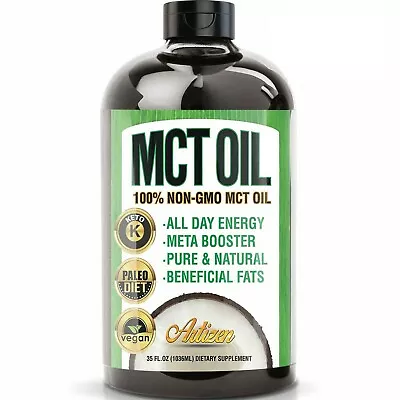 MCT OIL
100% NON-GMO MCT OIL
·ALL DAY ENERGY
·META BOOSTER
·PURE & NATURAL
·BENEFICIAL FATS
KETO
K
PALEO
DIET
vegan
Artizen
35 FL.OZ (1036ML) DIETARY SUPPLEMENT